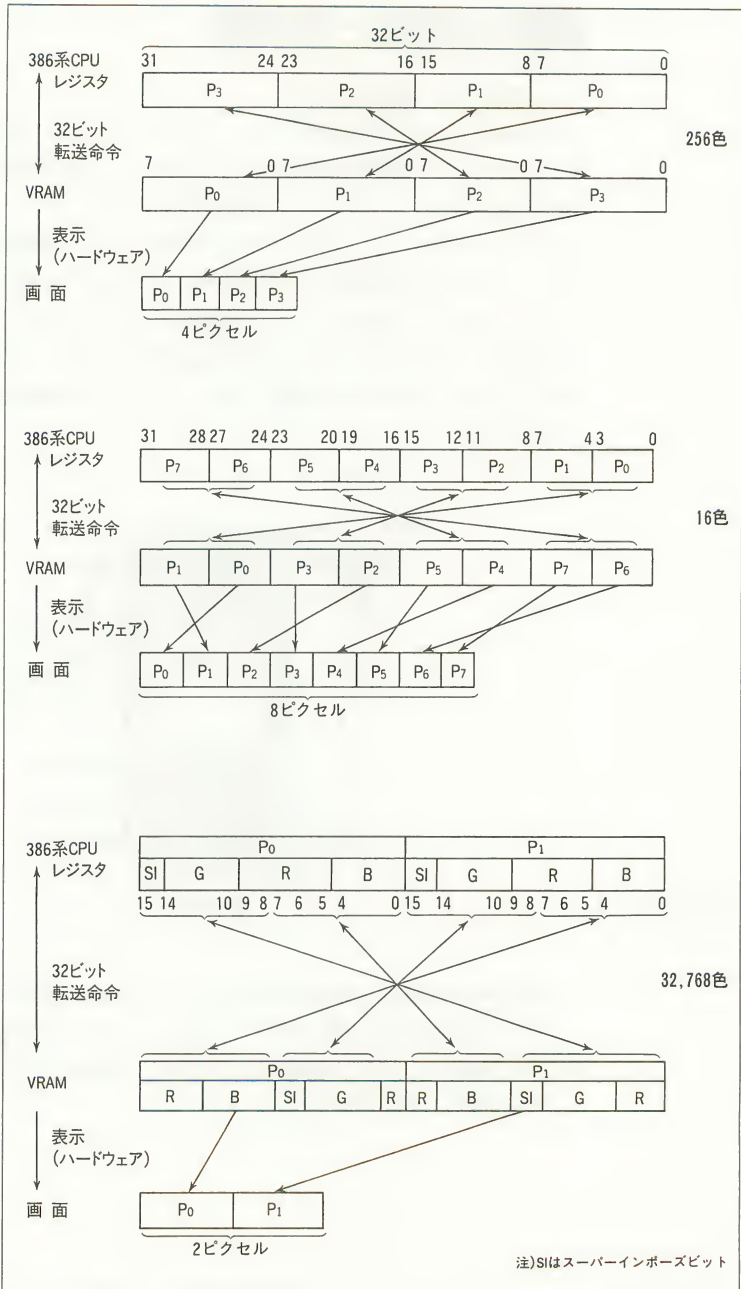 32ビット
386系CPU 31 24 23 16 15 8 7 0
レジスタ P3 P2 P1 P0
32ビット
転送命令
256色
7 0 7 0 7 0 7 0
VRAM P0 P1 P2 P3
表示
(ハードウェア)
画面 P0 P1 P2 P3
4ピクセル
386系CPU 31 28 27 24 23 20 19 16 15 12 11 8 7 4 3 0
レジスタ P7 P6 P5 P4 P3 P2 P1 P0
32ビット
転送命令
16色
VRAM P1 P0 P3 P2 P5 P4 P7 P6
表示
(ハードウェア)
画面 P0 P1 P2 P3 P4 P5 P6 P7
8ピクセル
386系CPU P0 P1
レジスタ SI G R B SI G R B
15 14 10 9 8 7 6 5 4 0 15 14 10 9 8 7 6 5 4 0
32ビット
転送命令
32,768色
P0 P1
VRAM R B SI G R R B SI G R
表示
(ハードウェア)
画面 P0 P1
2ピクセル
注)SIはスーパーインポーズビット